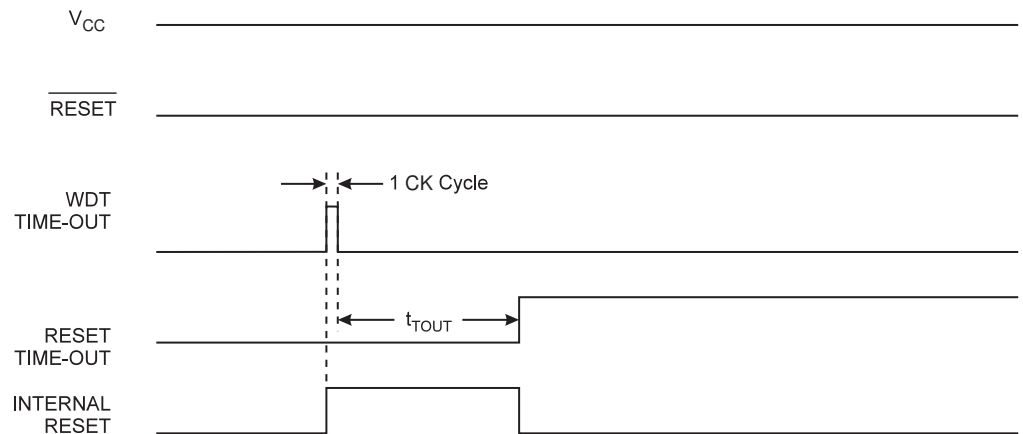 VCC
RESET
1 CK Cycle
WDT
TIME-OUT
tTOUT
RESET
TIME-OUT
INTERNAL
RESET